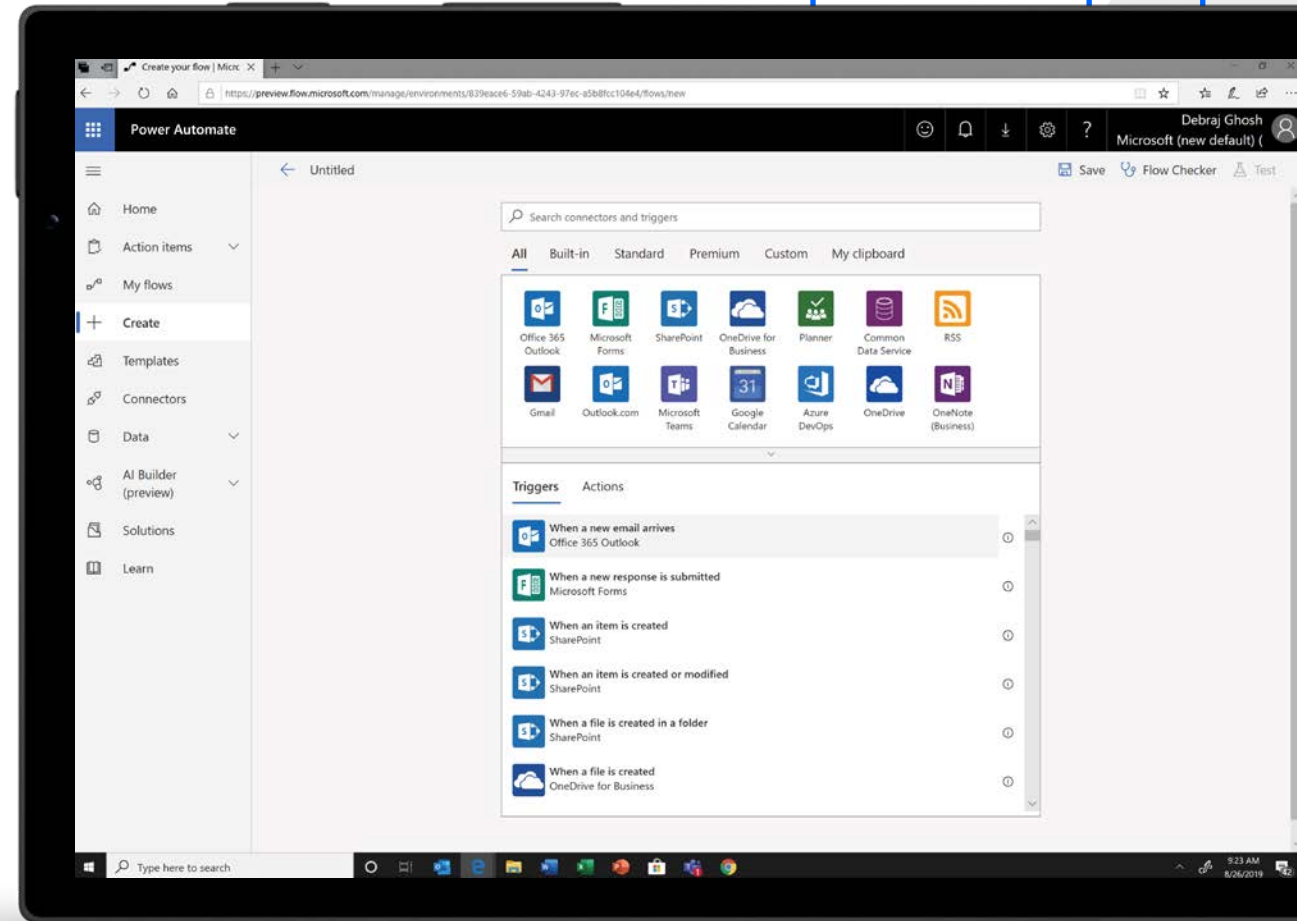 Create your flow | Micrc
https://preview.flow.microsoft.com/manage/environments/839eace6-59ab-4243-97ec-a5b8fcc104e4/flows/new
Power Automate
?
Debraj Ghosh
Microsoft (new default) (
Untitled
Save
Flow Checker
Test
Home
Action items
My flows
Create
Templates
Connectors
Data
AI Builder
(preview)
Solutions
Learn
Search connectors and triggers
All Built-in Standard Premium Custom My clipboard
Office 365
Outlook
Microsoft
Forms
SharePoint
OneDrive for
Business
Planner
Common
Data Service
RSS
Gmail
Outlook.com
Microsoft
Teams
31
Google
Calendar
Azure
DevOps
OneDrive
OneNote
(Business)
Triggers Actions
When a new email arrives
Office 365 Outlook
When a new response is submitted
Microsoft Forms
When an item is created
SharePoint
When an item is created or modified
SharePoint
When a file is created in a folder
SharePoint
When a file is created
OneDrive for Business
Type here to search
9:23 AM
8/26/2019